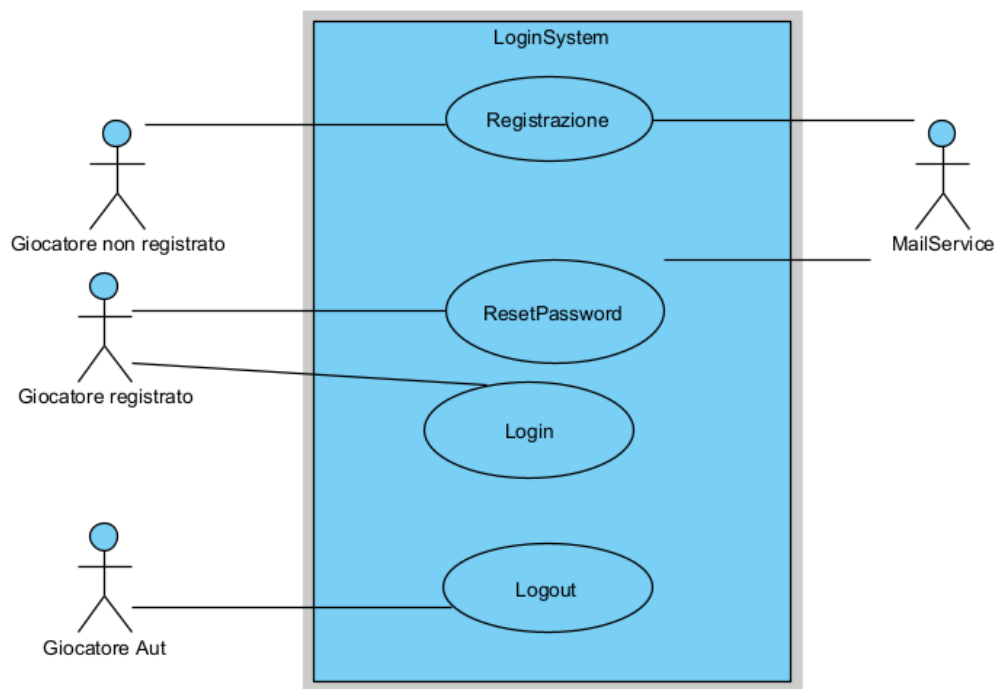 LoginSystem
Registrazione
Giocatore non registrato
MailService
ResetPassword
Giocatore registrato
Login
Logout
Giocatore Aut